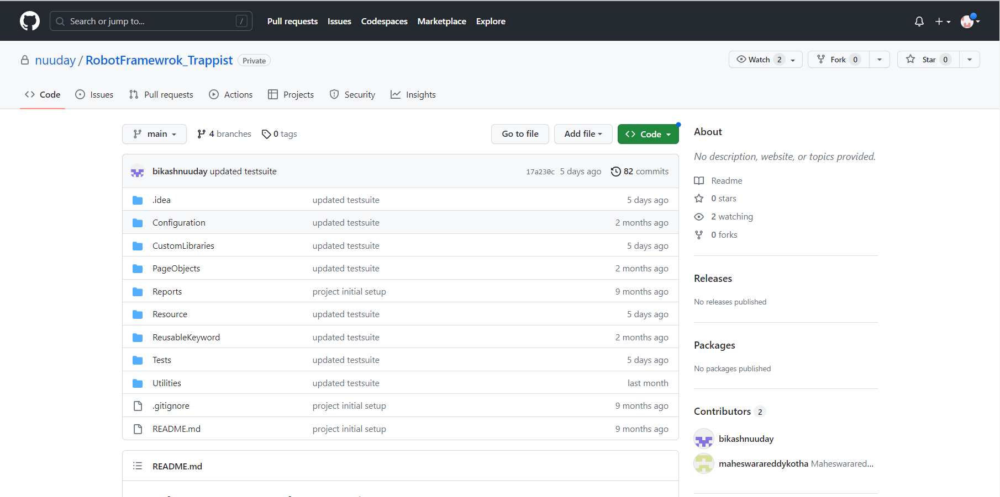 Search or jump to... / Pull requests Issues Codespaces Marketplace Explore
nuuday / RobotFramewrok_Trappist Private Watch 2 Fork 0 Star 0
Code Issues Pull requests Actions Projects Security Insights
main 4 branches 0 tags Go to file Add file Code
bikashnuuday updated testsuite 17a230c 5 days ago 82 commits
.idea updated testsuite 5 days ago
Configuration updated testsuite 2 months ago
CustomLibraries updated testsuite 5 days ago
PageObjects updated testsuite 2 months ago
Reports project initial setup 9 months ago
Resource updated testsuite 5 days ago
ReusableKeyword updated testsuite 2 months ago
Tests updated testsuite 5 days ago
Utilities updated testsuite last month
.gitignore project initial setup 9 months ago
README.md project initial setup 9 months ago
README.md
About
No description, website, or topics provided.
Readme
0 stars
2 watching
0 forks
Releases
No releases published
Packages
No packages published
Contributors 2
bikashnuuday
maheswarareddykotha Maheswarared...